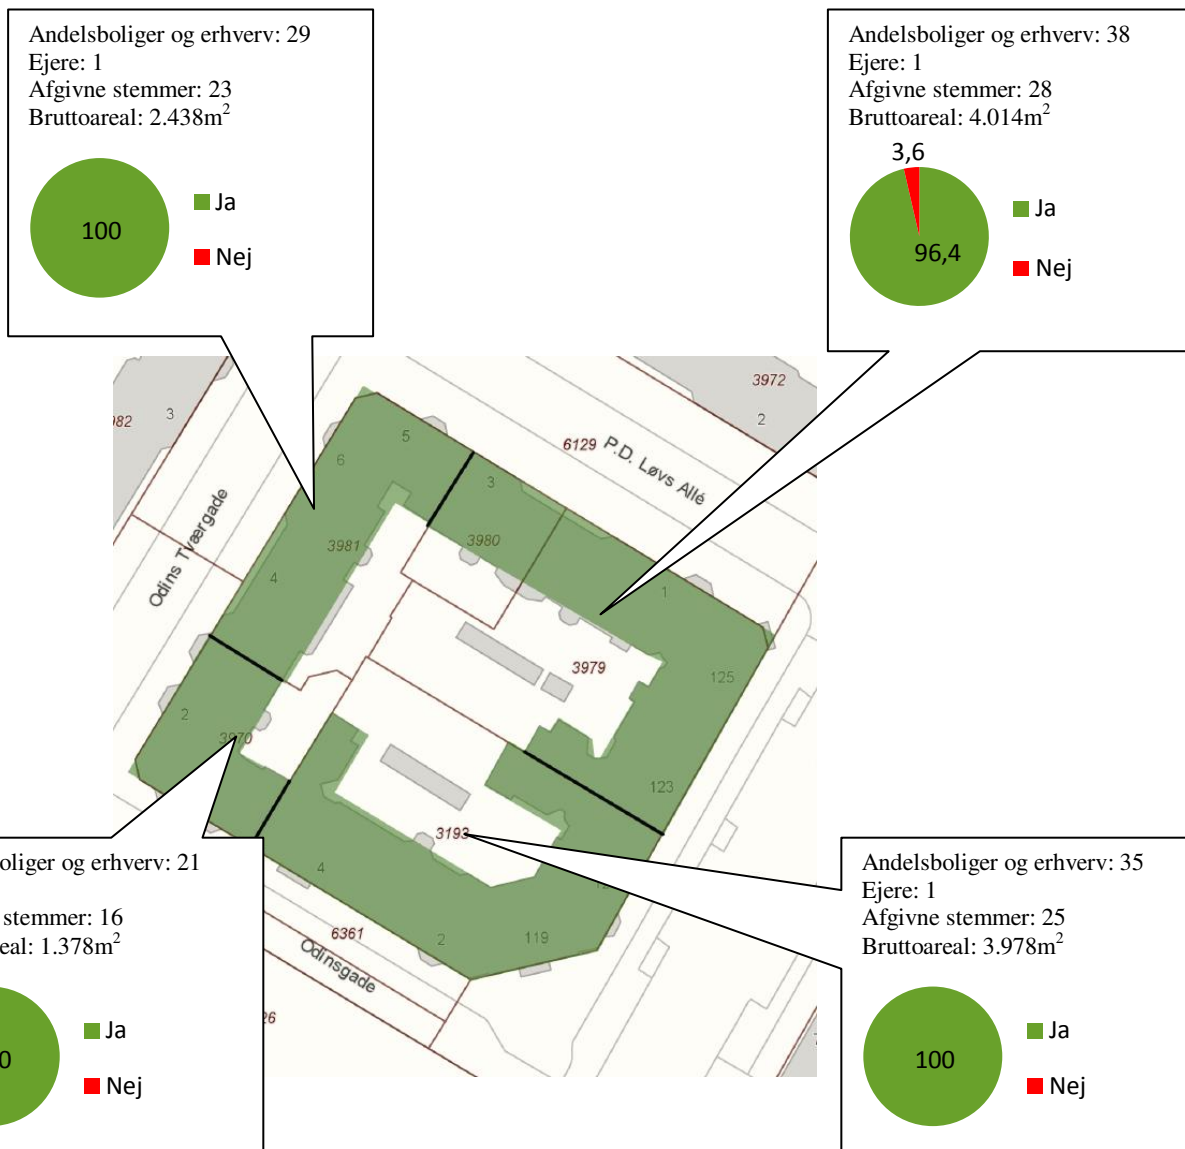 Andelsboliger og erhverv: 29
Ejere: 1
Afgivne stemmer: 23
Bruttoareal: 2.438m²
100
Ja
Nej
Andelsboliger og erhverv: 38
Ejere: 1
Afgivne stemmer: 28
Bruttoareal: 4.014m²
3,6
96,4
Ja
Nej
3972
2
3
5
6
6129
P.D. Løvs Allé
3
3980
3981
Odins Tværgade
4
1
3979
125
2
3970
123
3193
4
2
119
6361
Odinsgade
boliger og erhverv: 21
stemmer: 16
1.378m²
Ja
Nej
Andelsboliger og erhverv: 35
Ejere: 1
Afgivne stemmer: 25
Bruttoareal: 3.978m²
100
Ja
Nej